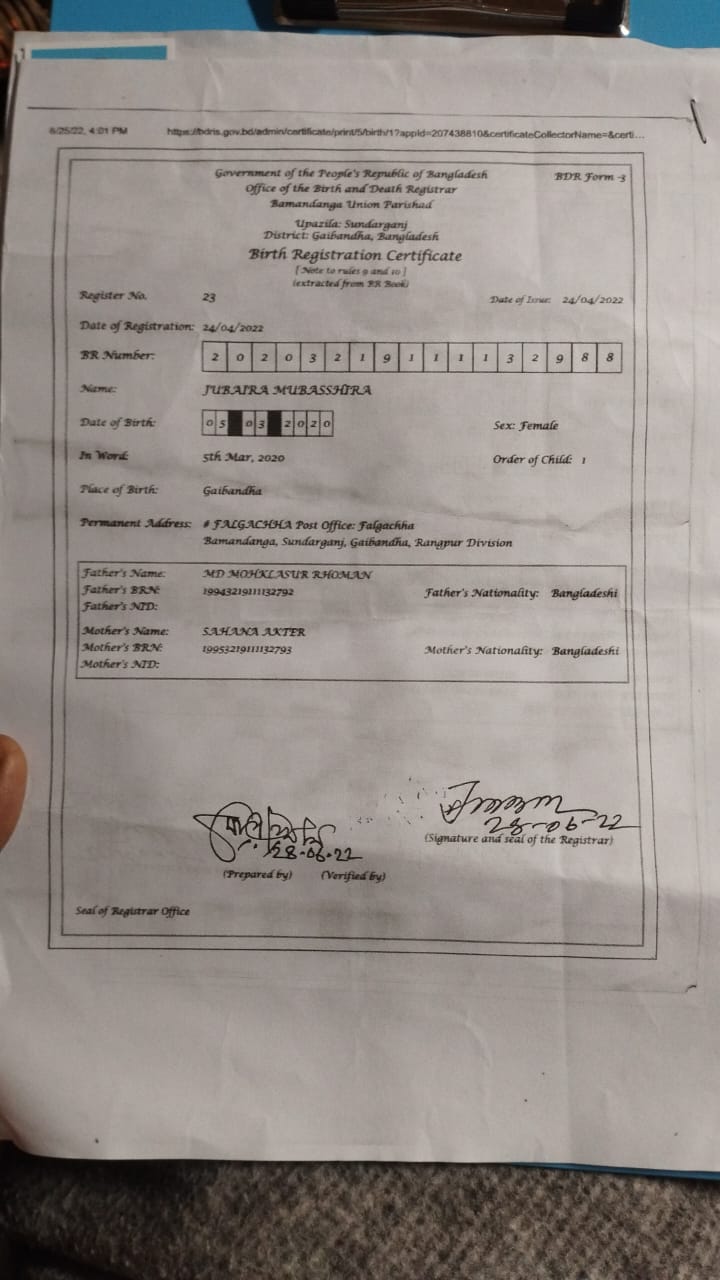 6/25/22, 4:01 PM https://bdris.gov.bd/admin/certificate/print/5/birth/1?appId=207438810&certificateCollectorName=&certi...
Government of the People's Republic of Bangladesh BDR Form -3
Office of the Birth and Death Registrar
Bamandanga Union Parishad
Upazila: Sundarganj
District: Gaibandha, Bangladesh
Birth Registration Certificate
[ Note to rules 9 and 10 ]
(extracted from BR Book)
Register No. 23 Date of Issue: 24/04/2022
Date of Registration: 24/04/2022
BR Number: 2 0 2 0 3 2 1 9 1 1 1 1 3 2 9 8 8
Name: JUBAIRA MUBASSHIRA
Date of Birth: 0 5 0 3 2 0 2 0 Sex: Female
In Word: 5th Mar, 2020 Order of Child: 1
Place of Birth: Gaibandha
Permanent Address: # FALGACHHA Post Office: Falgachha
Bamandanga, Sundarganj, Gaibandha, Rangpur Division
Father's Name: MD MOHKLASUR RHOMAN
Father's BRN: 19943219111132792 Father's Nationality: Bangladeshi
Father's NID:
Mother's Name: SAHANA AKTER
Mother's BRN: 19953219111132793 Mother's Nationality: Bangladeshi
Mother's NID:
28-06-22
(Signature and seal of the Registrar)
28.06.22
(Prepared by) (Verified by)
Seal of Registrar Office